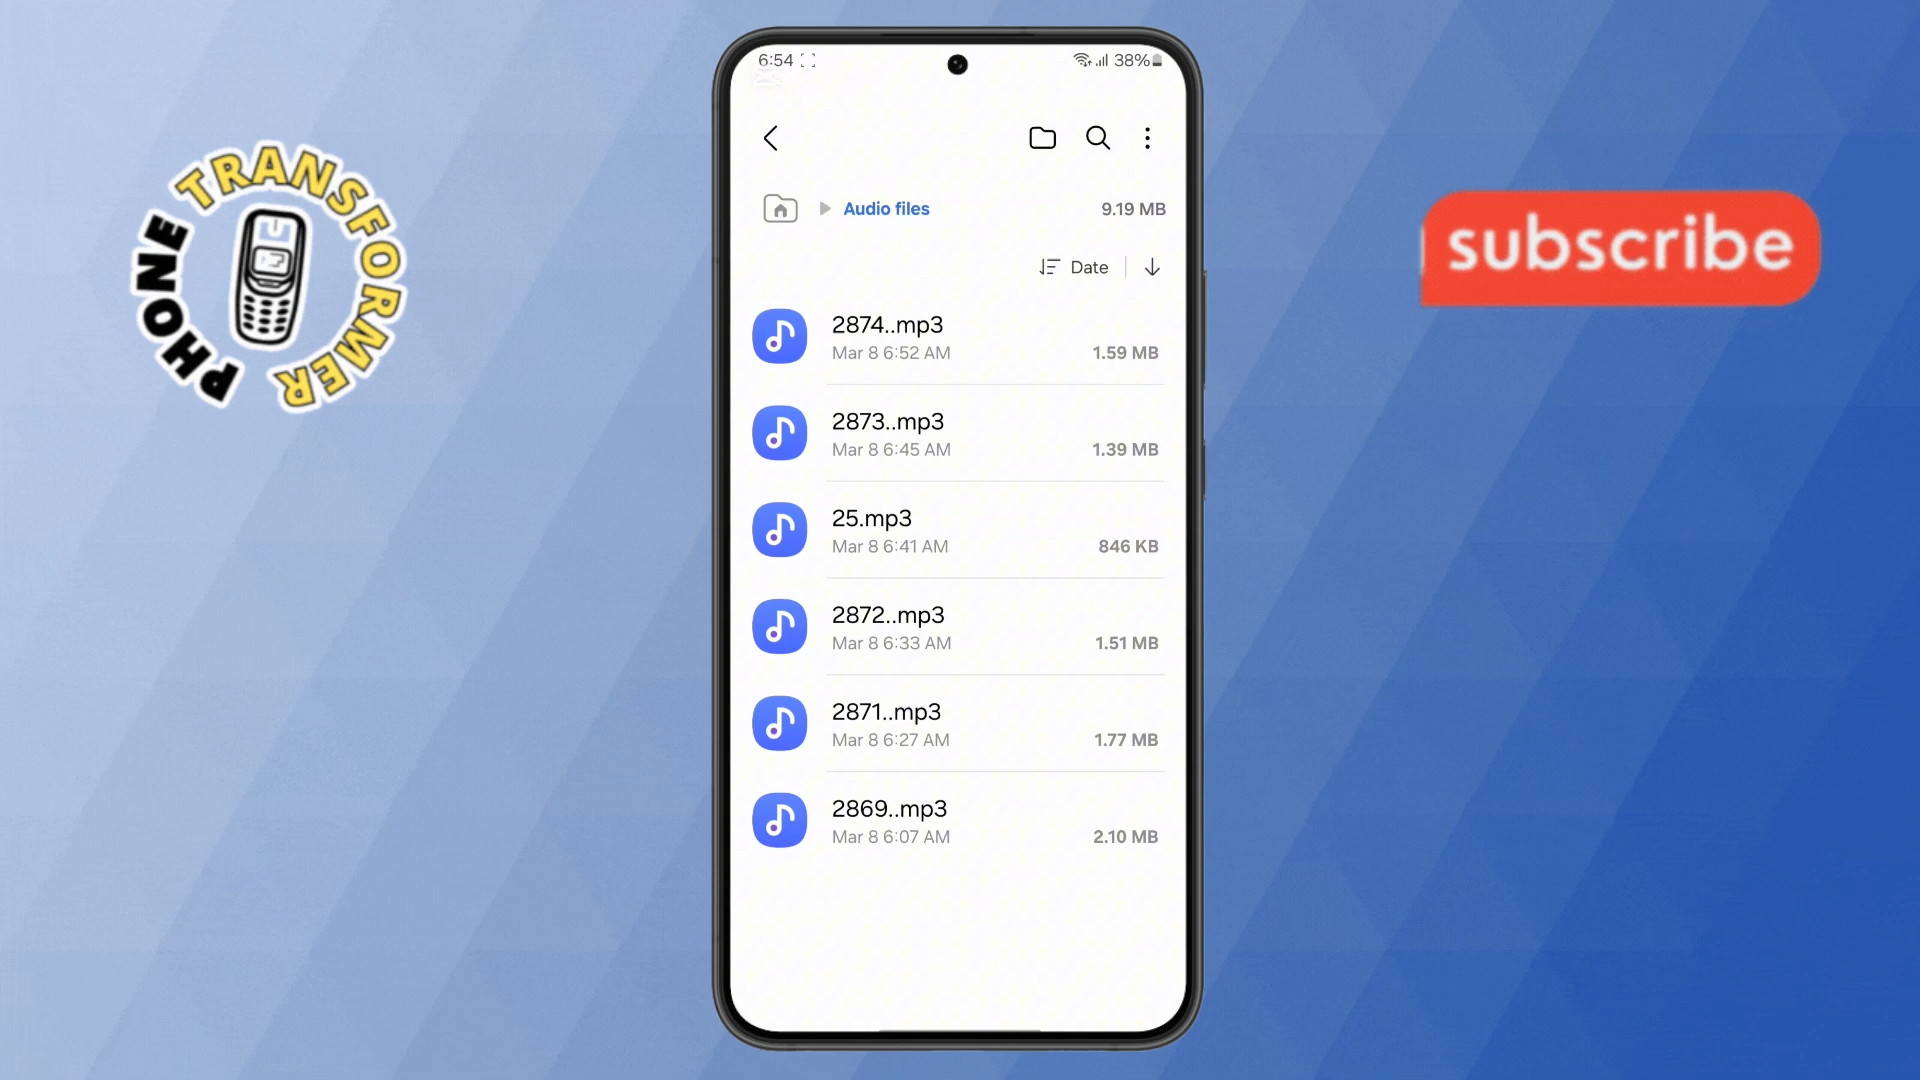 PHONE TRANSFORMER
6:54 38%
Audio files 9.19 MB
Date
2874..mp3
Mar 8 6:52 AM 1.59 MB
2873..mp3
Mar 8 6:45 AM 1.39 MB
25.mp3
Mar 8 6:41 AM 846 KB
2872..mp3
Mar 8 6:33 AM 1.51 MB
2871..mp3
Mar 8 6:27 AM 1.77 MB
2869..mp3
Mar 8 6:07 AM 2.10 MB
subscribe